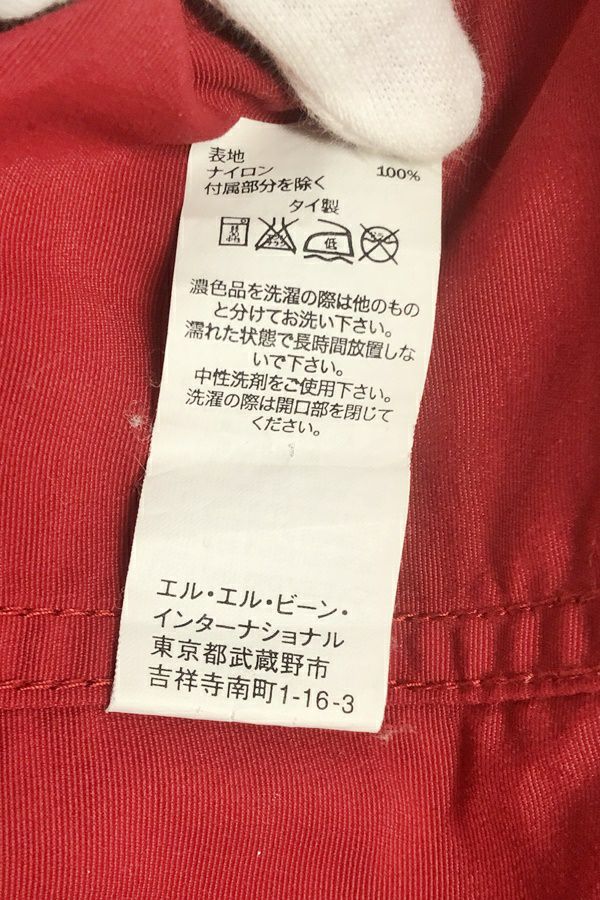 表地
ナイロン 100%
付属部分を除く
タイ製
低
濃色品を洗濯の際は他のもの
と分けてお洗い下さい。
濡れた状態で長時間放置しな
いで下さい。
中性洗剤をご使用下さい。
洗濯の際は開口部を閉じて
ください。
エル・エル・ビーン・
インターナショナル
東京都武蔵野市
吉祥寺南町1-16-3